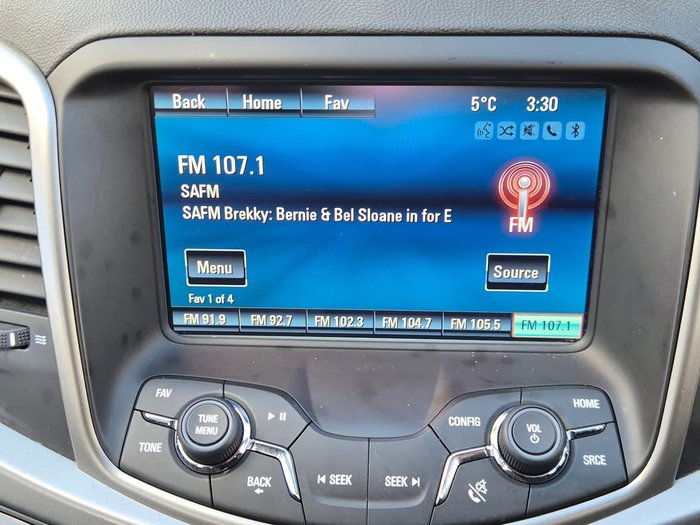 Back Home Fav 5°C 3:30
FM 107.1
SAFM
SAFM Brekky: Bernie & Bel Sloane in for E
FM
Menu Source
Fav 1 of 4
FM 91.9 FM 92.7 FM 102.3 FM 104.7 FM 105.5 FM 107.1
FAV HOME
TUNE
MENU
CONFIG VOL
TONE SRCE
BACK SEEK SEEK